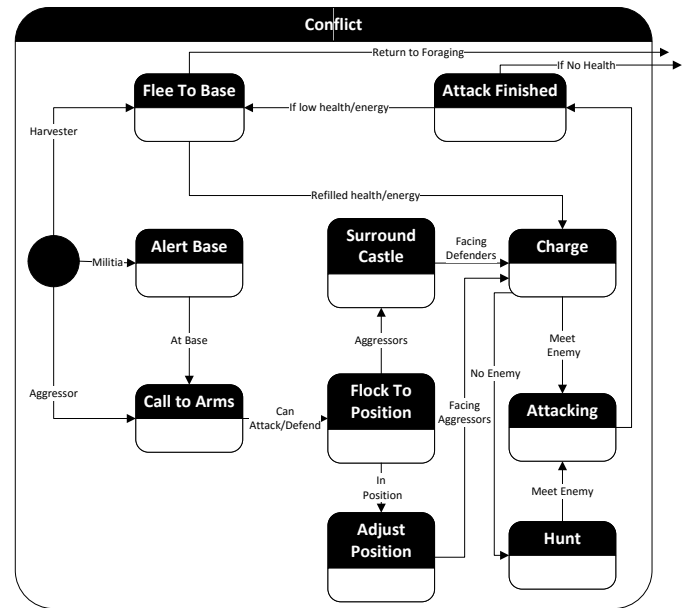 Conflict
Return to Foraging
If No Health
Flee To Base
Attack Finished
If low health/energy
Harvester
Refilled health/energy
Alert Base
Surround
Castle
Facing
Defenders
Charge
Militia
At Base
Aggressors
Meet
Enemy
No Enemy
Aggressor
Call to Arms
Can
Attack/Defend
Flock To
Position
Facing
Aggressors
Attacking
In
Position
Meet Enemy
Adjust
Position
Hunt